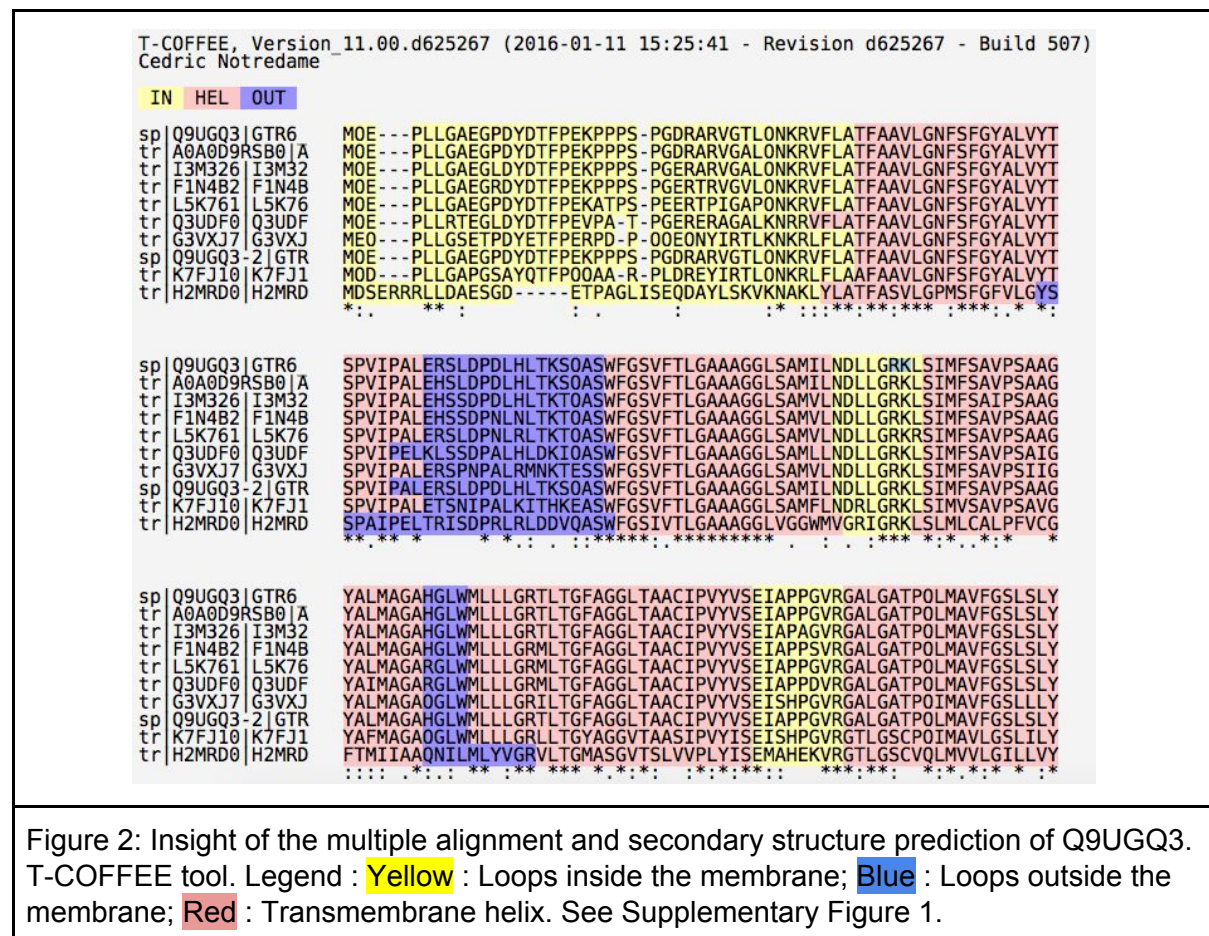 T-COFFEE, Version_11.00.d625267 (2016-01-11 15:25:41 - Revision d625267 - Build 507)
Cedric Notredame
IN HEL OUT
sp|Q9UGQ3|GTR6_ MOE---PLLGAEGPDYDTFPEKPPPS-PGDRARVGTLONKRVFLATFAAVLGNFSFGYALVYT
tr|A0A0D9RSB0|A MOE---PLLGAEGPDYDTFPEKPPPS-PGDRARVGALONKRVFLATFAAVLGNFSFGYALVYT
tr|I3M326|I3M32 MOE---PLLGAEGLDYDTFPEKPPPS-PGERARVGALONKRVFLATFAAVLGNFSFGYALVYT
tr|F1N4B2|F1N4B MOE---PLLGAEGRDYDTFPEKPPPS-PGERTRVGVLONKRVFLATFAAVLGNFSFGYALVYT
tr|L5K761|L5K76 MOE---PLLGAEGPDYDTFPEKATPS-PEERTPIGAPONKRVFLATFAAVLGNFSFGYALVYT
tr|Q3UDF0|Q3UDF MOE---PLLRTEGLDYDTFPEVPA-T-PGERERAGALKNRRVFLATFAAVLGNFSFGYALVYT
tr|G3VXJ7|G3VXJ MEO---PLLGSETPDYETFPERPD-P-OOEONYIRTLKNKRLFLATFAAVLGNFSFGYALVYT
sp|Q9UGQ3-2|GTR MOE---PLLGAEGPDYDTFPEKPPPS-PGDRARVGTLONKRVFLATFAAVLGNFSFGYALVYT
tr|K7FJ10|K7FJ1 MOD---PLLGAPGSAYQTFPOOAA-R-PLDREYIRTLONKRLFLAAFAAVLGNFSFGYALVYT
tr|H2MRD0|H2MRD MDSERRRLLDAESGD-----ETPAGLISEQDAYLSKVKNAKLYLATFASVLGPMSFGFVLGYS
*:. ** : : . : :* :::**:**:*** :***:.* *:
sp|Q9UGQ3|GTR6_ SPVIPALERSLDPDLHLTKSOASWFGSVFTLGAAAGGLSAMILNDLLGRKLSIMFSAVPSAAG
tr|A0A0D9RSB0|A SPVIPALEHSLDPDLHLTKSOASWFGSVFTLGAAAGGLSAMILNDLLGRKLSIMFSAVPSAAG
tr|I3M326|I3M32 SPVIPALEHSSDPDLHLTKTOASWFGSVFTLGAAAGGLSAMVLNDLLGRKLSIMFSAIPSAAG
tr|F1N4B2|F1N4B SPVIPALEHSSDPNLNLTKTOASWFGSVFTLGAAAGGLSAMVLNDLLGRKLSIMFSAVPSAAG
tr|L5K761|L5K76 SPVIPALERSLDPNLRLTKTOASWFGSVFTLGAAAGGLSAMVLNDLLGRKRSIMFSAVPSAAG
tr|Q3UDF0|Q3UDF SPVIPELKLSSDPALHLDKIOASWFGSVFTLGAAAGGLSAMLLNDLLGRKLSIMFSAVPSAIG
tr|G3VXJ7|G3VXJ SPVIPALERSPNPALRMNKTESSWFGSVFTLGAAAGGLSAMVLNDLLGRKLSIMFSAVPSIIG
sp|Q9UGQ3-2|GTR SPVIPALERSLDPDLHLTKSOASWFGSVFTLGAAAGGLSAMILNDLLGRKLSIMFSAVPSAAG
tr|K7FJ10|K7FJ1 SPVIPALETSNIPALKITHKEASWFGSVFTLGAAAGGLSAMFLNDRLGRKLSIMVSAVPSAVG
tr|H2MRD0|H2MRD SPAIPELTRISDPRLRLDDVQASWFGSIVTLGAAAGGLVGGWMVGRIGRKLSLMLCALPFVCG
**.** * * *.: . ::*****:.********* . : . :*** *:*..*:* *
sp|Q9UGQ3|GTR6_ YALMAGAHGLWMLLLGRTLTGFAGGLTAACIPVYVSEIAPPGVRGALGATPOLMAVFGSLSLY
tr|A0A0D9RSB0|A YALMAGAHGLWMLLLGRTLTGFAGGLTAACIPVYVSEIAPPGVRGALGATPOLMAVFGSLSLY
tr|I3M326|I3M32 YALMAGAHGLWMLLLGRTLTGFAGGLTAACIPVYVSEIAPAGVRGALGATPOLMAVFGSLSLY
tr|F1N4B2|F1N4B YALMAGAHGLWMLLLGRMLTGFAGGLTAACIPVYVSEIAPPSVRGALGATPOLMAVFGSLSLY
tr|L5K761|L5K76 YALMAGARGLWMLLLGRMLTGFAGGLTAACIPVYVSEIAPPGVRGALGATPOLMAVFGSLSLY
tr|Q3UDF0|Q3UDF YAIMAGARGLWMLLLGRMLTGFAGGLTAACIPVYVSEIAPPDVRGALGATPOLMAVFGSLSLY
tr|G3VXJ7|G3VXJ YALMAGAOGLWMLLLGRILTGFAGGLTAACIPVYVSEISHPGVRGALGATPOIMAVFGSLLLY
sp|Q9UGQ3-2|GTR YALMAGAHGLWMLLLGRTLTGFAGGLTAACIPVYVSEIAPPGVRGALGATPOLMAVFGSLSLY
tr|K7FJ10|K7FJ1 YAFMAGAOGLWMLLLGRLLTGYAGGVTAASIPVYVSEISHPGVRGTLGSCPOIMAVLGSLILY
tr|H2MRD0|H2MRD FTMIIAAQNILMLYVGRVLTGMASGVTSLVVPLYISEMAHEKVRGTLGSCVQLMVVLGILLVY
:::: .*:.: ** :** *** *.*:*: :*:*:**:: ***:**: *:*.*:* * :*
Figure 2: Insight of the multiple alignment and secondary structure prediction of Q9UGQ3.
T-COFFEE tool. Legend : Yellow : Loops inside the membrane; Blue : Loops outside the
membrane; Red : Transmembrane helix. See Supplementary Figure 1.